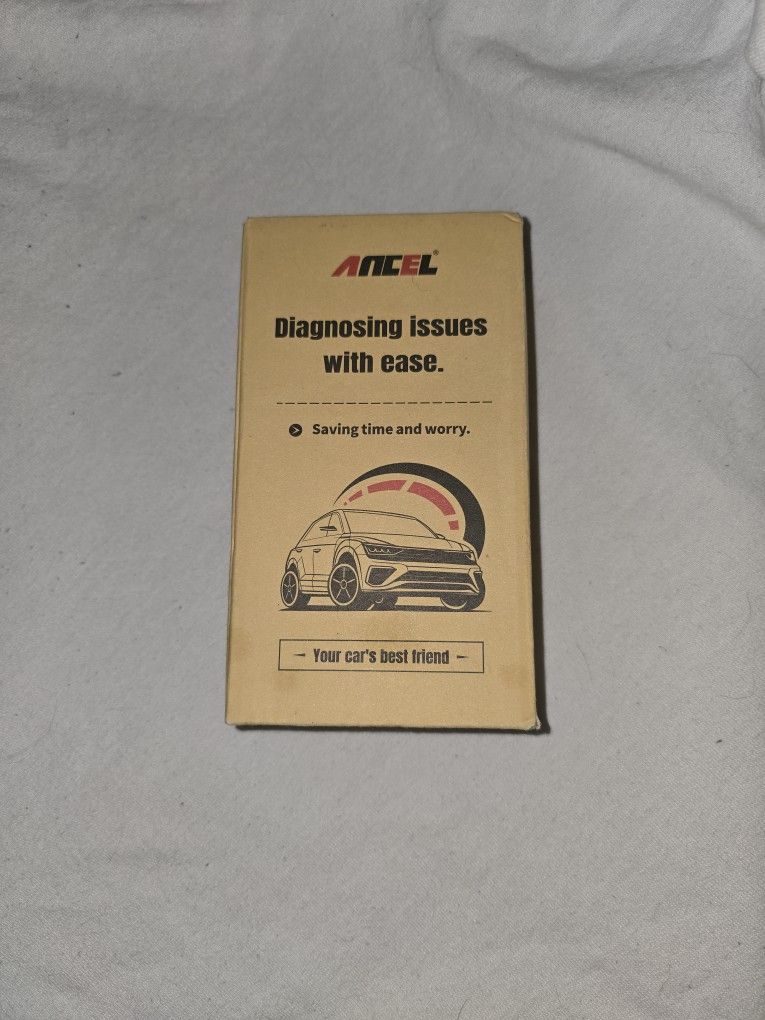 ANCEL®
Diagnosing issues
with ease.
Saving time and worry.
Your car's best friend